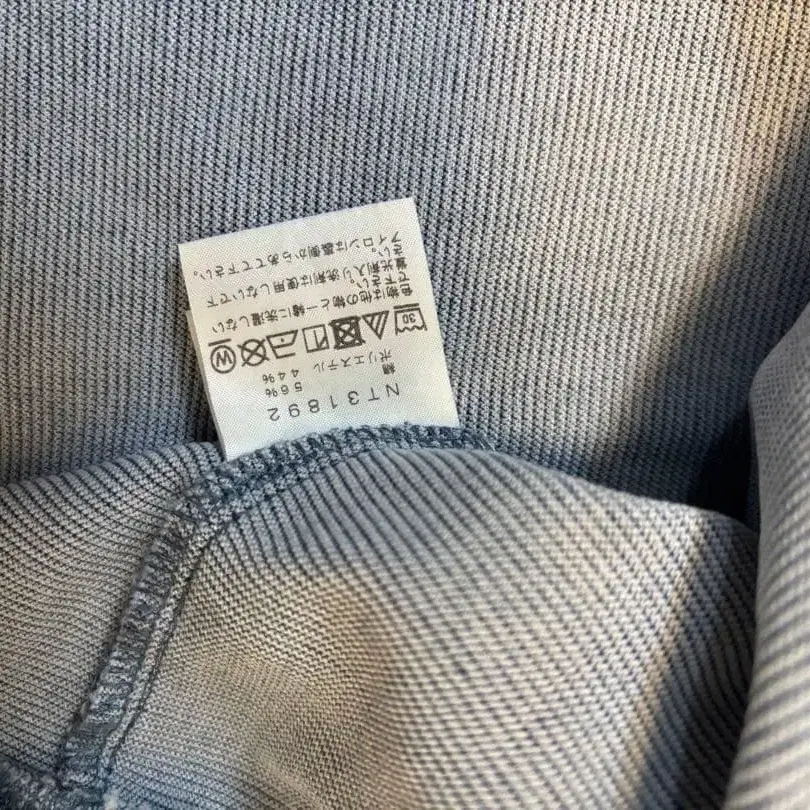 NT31892
綿 56%
ポリエステル 44%
30 W
色物は他の物と一緒に洗濯しない
で下さい。
蛍光剤入り洗剤は使用しないで下
さい。
アイロンは裏側からあてて下さい。